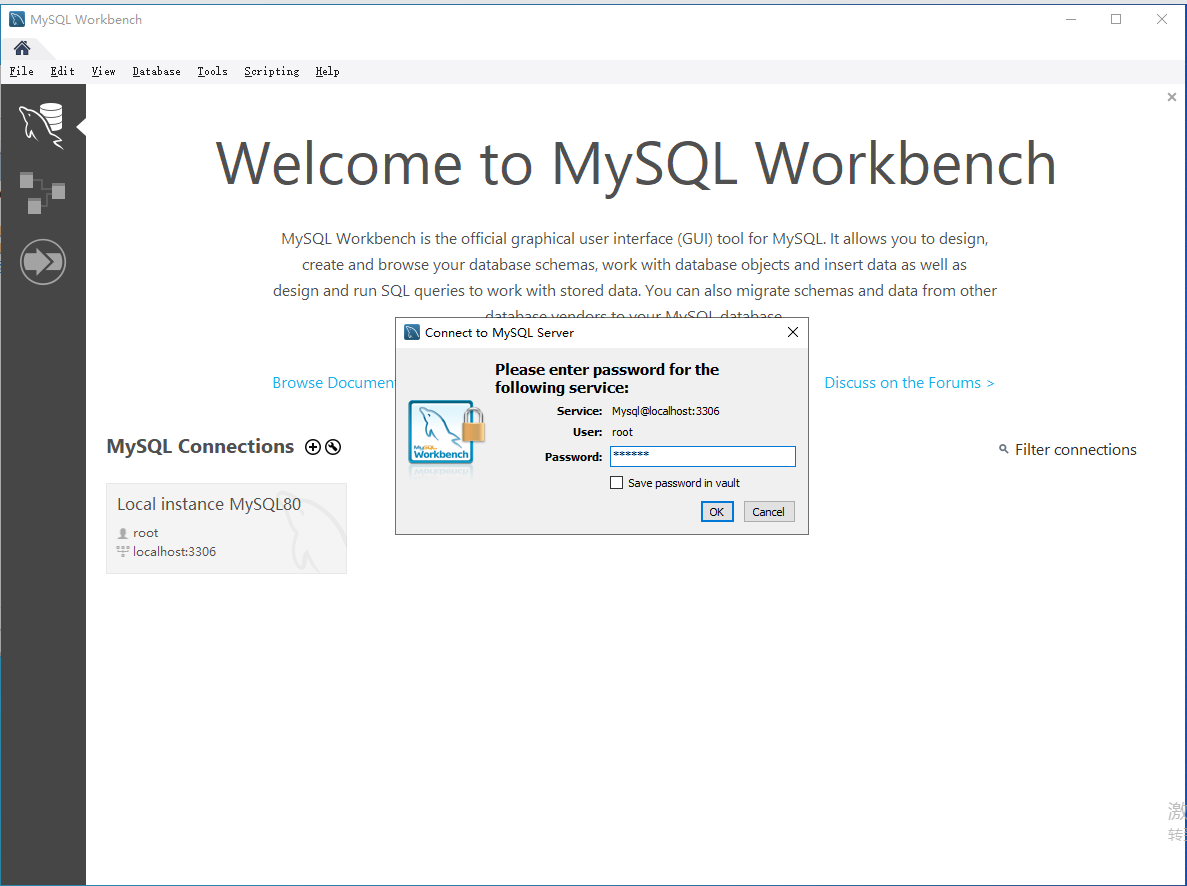 MySQL Workbench
File Edit View Database Tools Scripting Help
Welcome to MySQL Workbench
MySQL Workbench is the official graphical user interface (GUI) tool for MySQL. It allows you to design,
create and browse your database schemas, work with database objects and insert data as well as
design and run SQL queries to work with stored data. You can also migrate schemas and data from other
database vendors to your MySQL database
Connect to MySQL Server
Please enter password for the
following service:
Service: Mysql@localhost:3306
User: root
Password: ******
Save password in vault
OK Cancel
MySQL
Workbench
Browse Documen
Discuss on the Forums >
MySQL Connections
Filter connections
Local instance MySQL80
root
localhost:3306
激
转